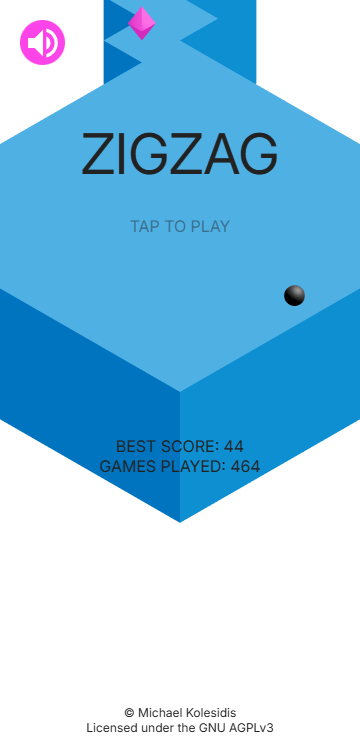 ZIGZAG
TAP TO PLAY
BEST SCORE: 44
GAMES PLAYED: 464
© Michael Kolesidis
Licensed under the GNU AGPLv3